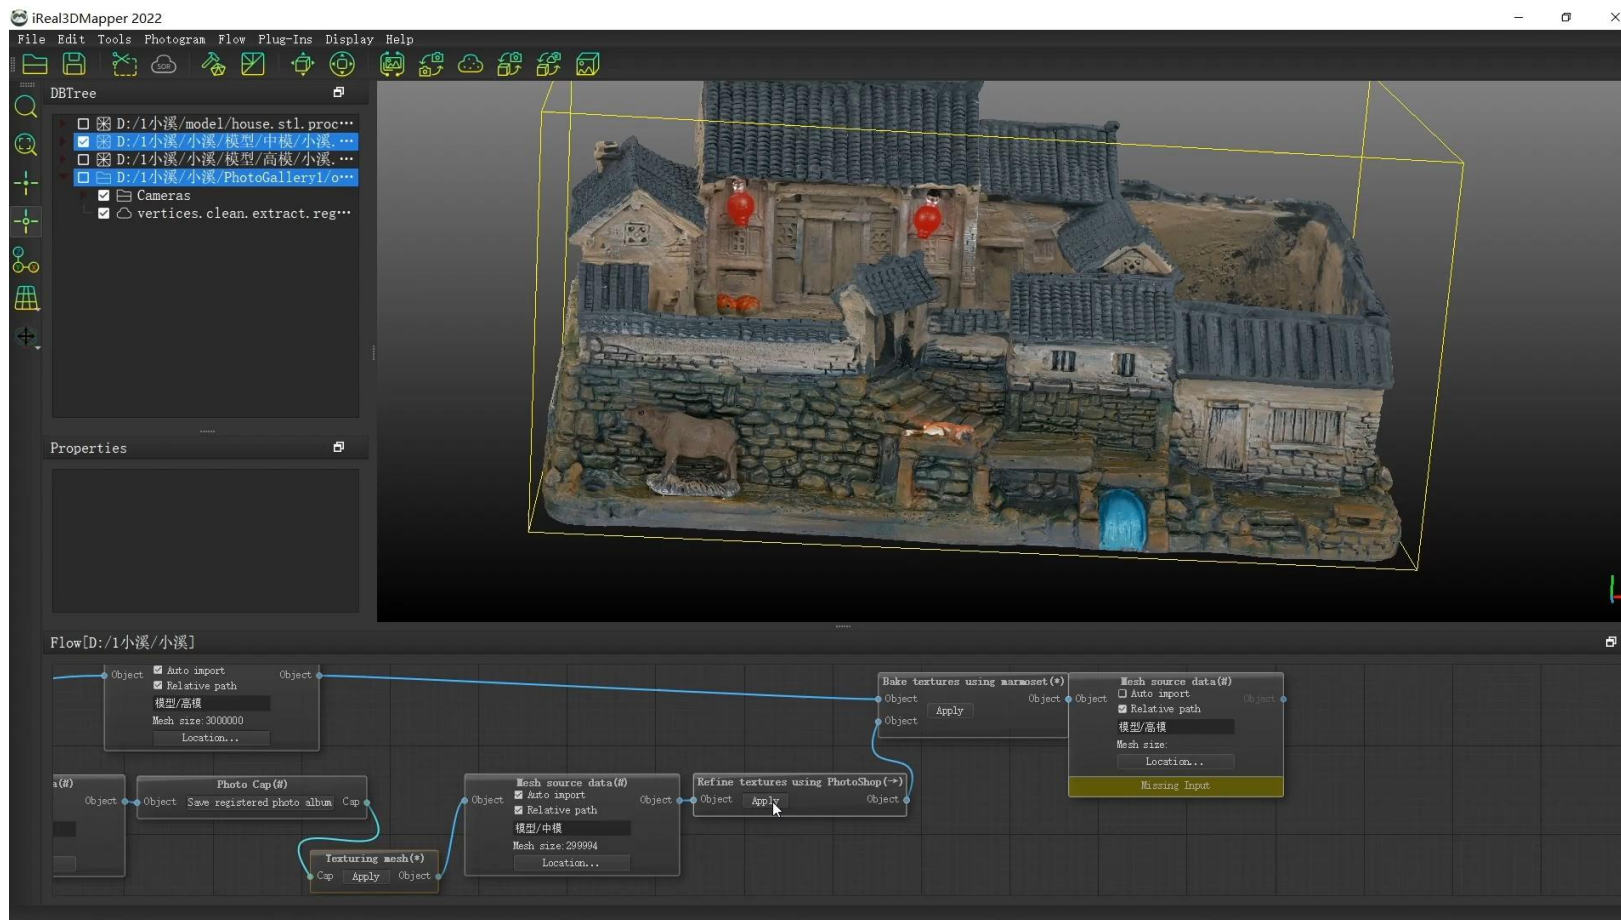 iReal3DMapper 2022
File Edit Tools Photogram Flow Plug-Ins Display Help
SOR
DBTree
D:/1小溪/model/house.stl.proc…
D:/1小溪/小溪/模型/中模/小溪.…
D:/1小溪/小溪/模型/高模/小溪.…
D:/1小溪/小溪/PhotoGallery1/o…
Cameras
vertices.clean.extract.reg…
Properties
Flow[D:/1小溪/小溪]
Object Auto import Object
Relative path
模型/高模
Mesh size:3000000
Location...
Bake textures using marmoset(*)
Object Object
Apply
Object
Mesh source data(#)
Auto import
Object Object
Relative path
模型/高模
Mesh size:
Location...
Missing Input
a(#)
Object
Photo Cap(#)
Object Save registered photo album Cap
Texturing mesh(*)
Cap Apply Object
Mesh source data(#)
Auto import
Object Object
Relative path
模型/中模
Mesh size:299994
Location...
Refine textures using PhotoShop(→)
Object Apply Object